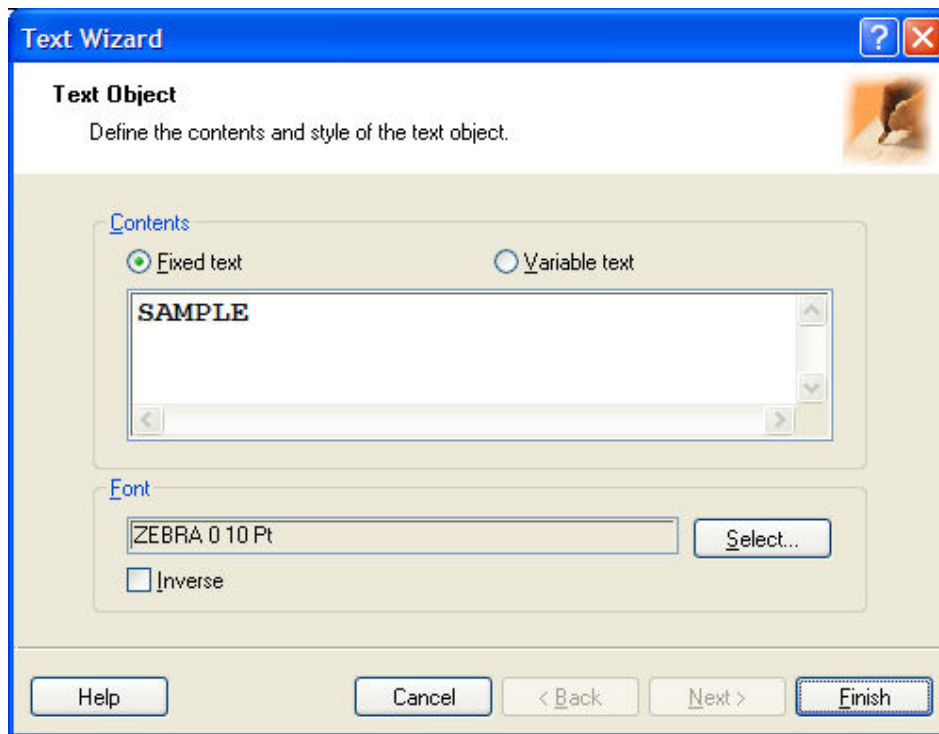 Text Wizard
?
Text Object
Define the contents and style of the text object.
Contents
Fixed text Variable text
SAMPLE
Font
ZEBRA 0 10 Pt Select...
Inverse
Help Cancel < Back Next > Finish